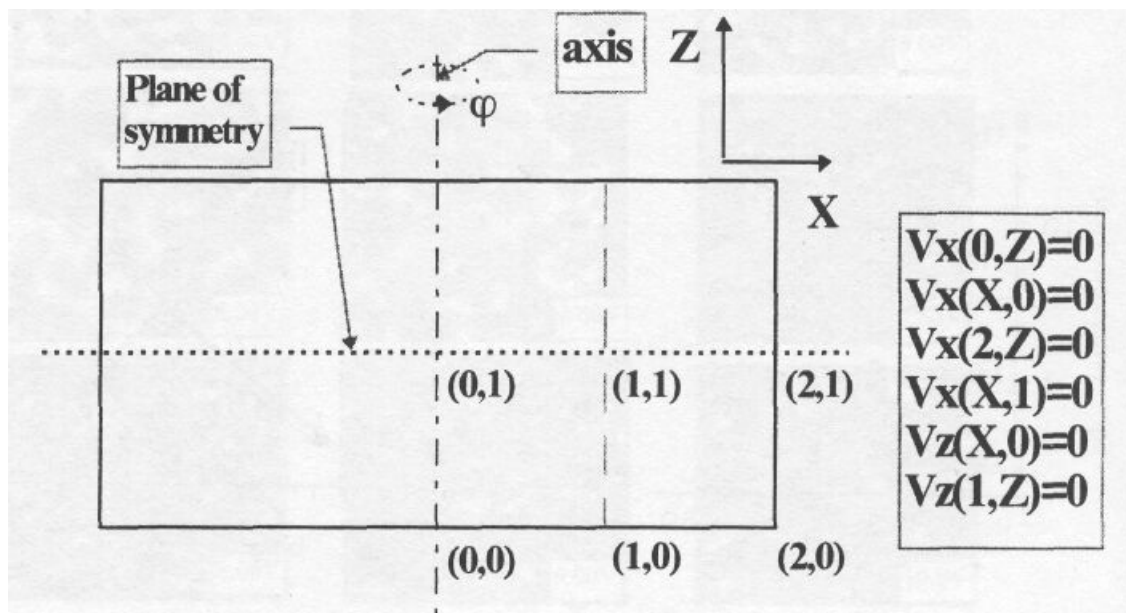 axis
Z
Plane of
symmetry
φ
X
Vx(0,Z)=0
Vx(X,0)=0
Vx(2,Z)=0
Vx(X,1)=0
Vz(X,0)=0
Vz(1,Z)=0
(0,1)
(1,1)
(2,1)
(0,0)
(1,0)
(2,0)